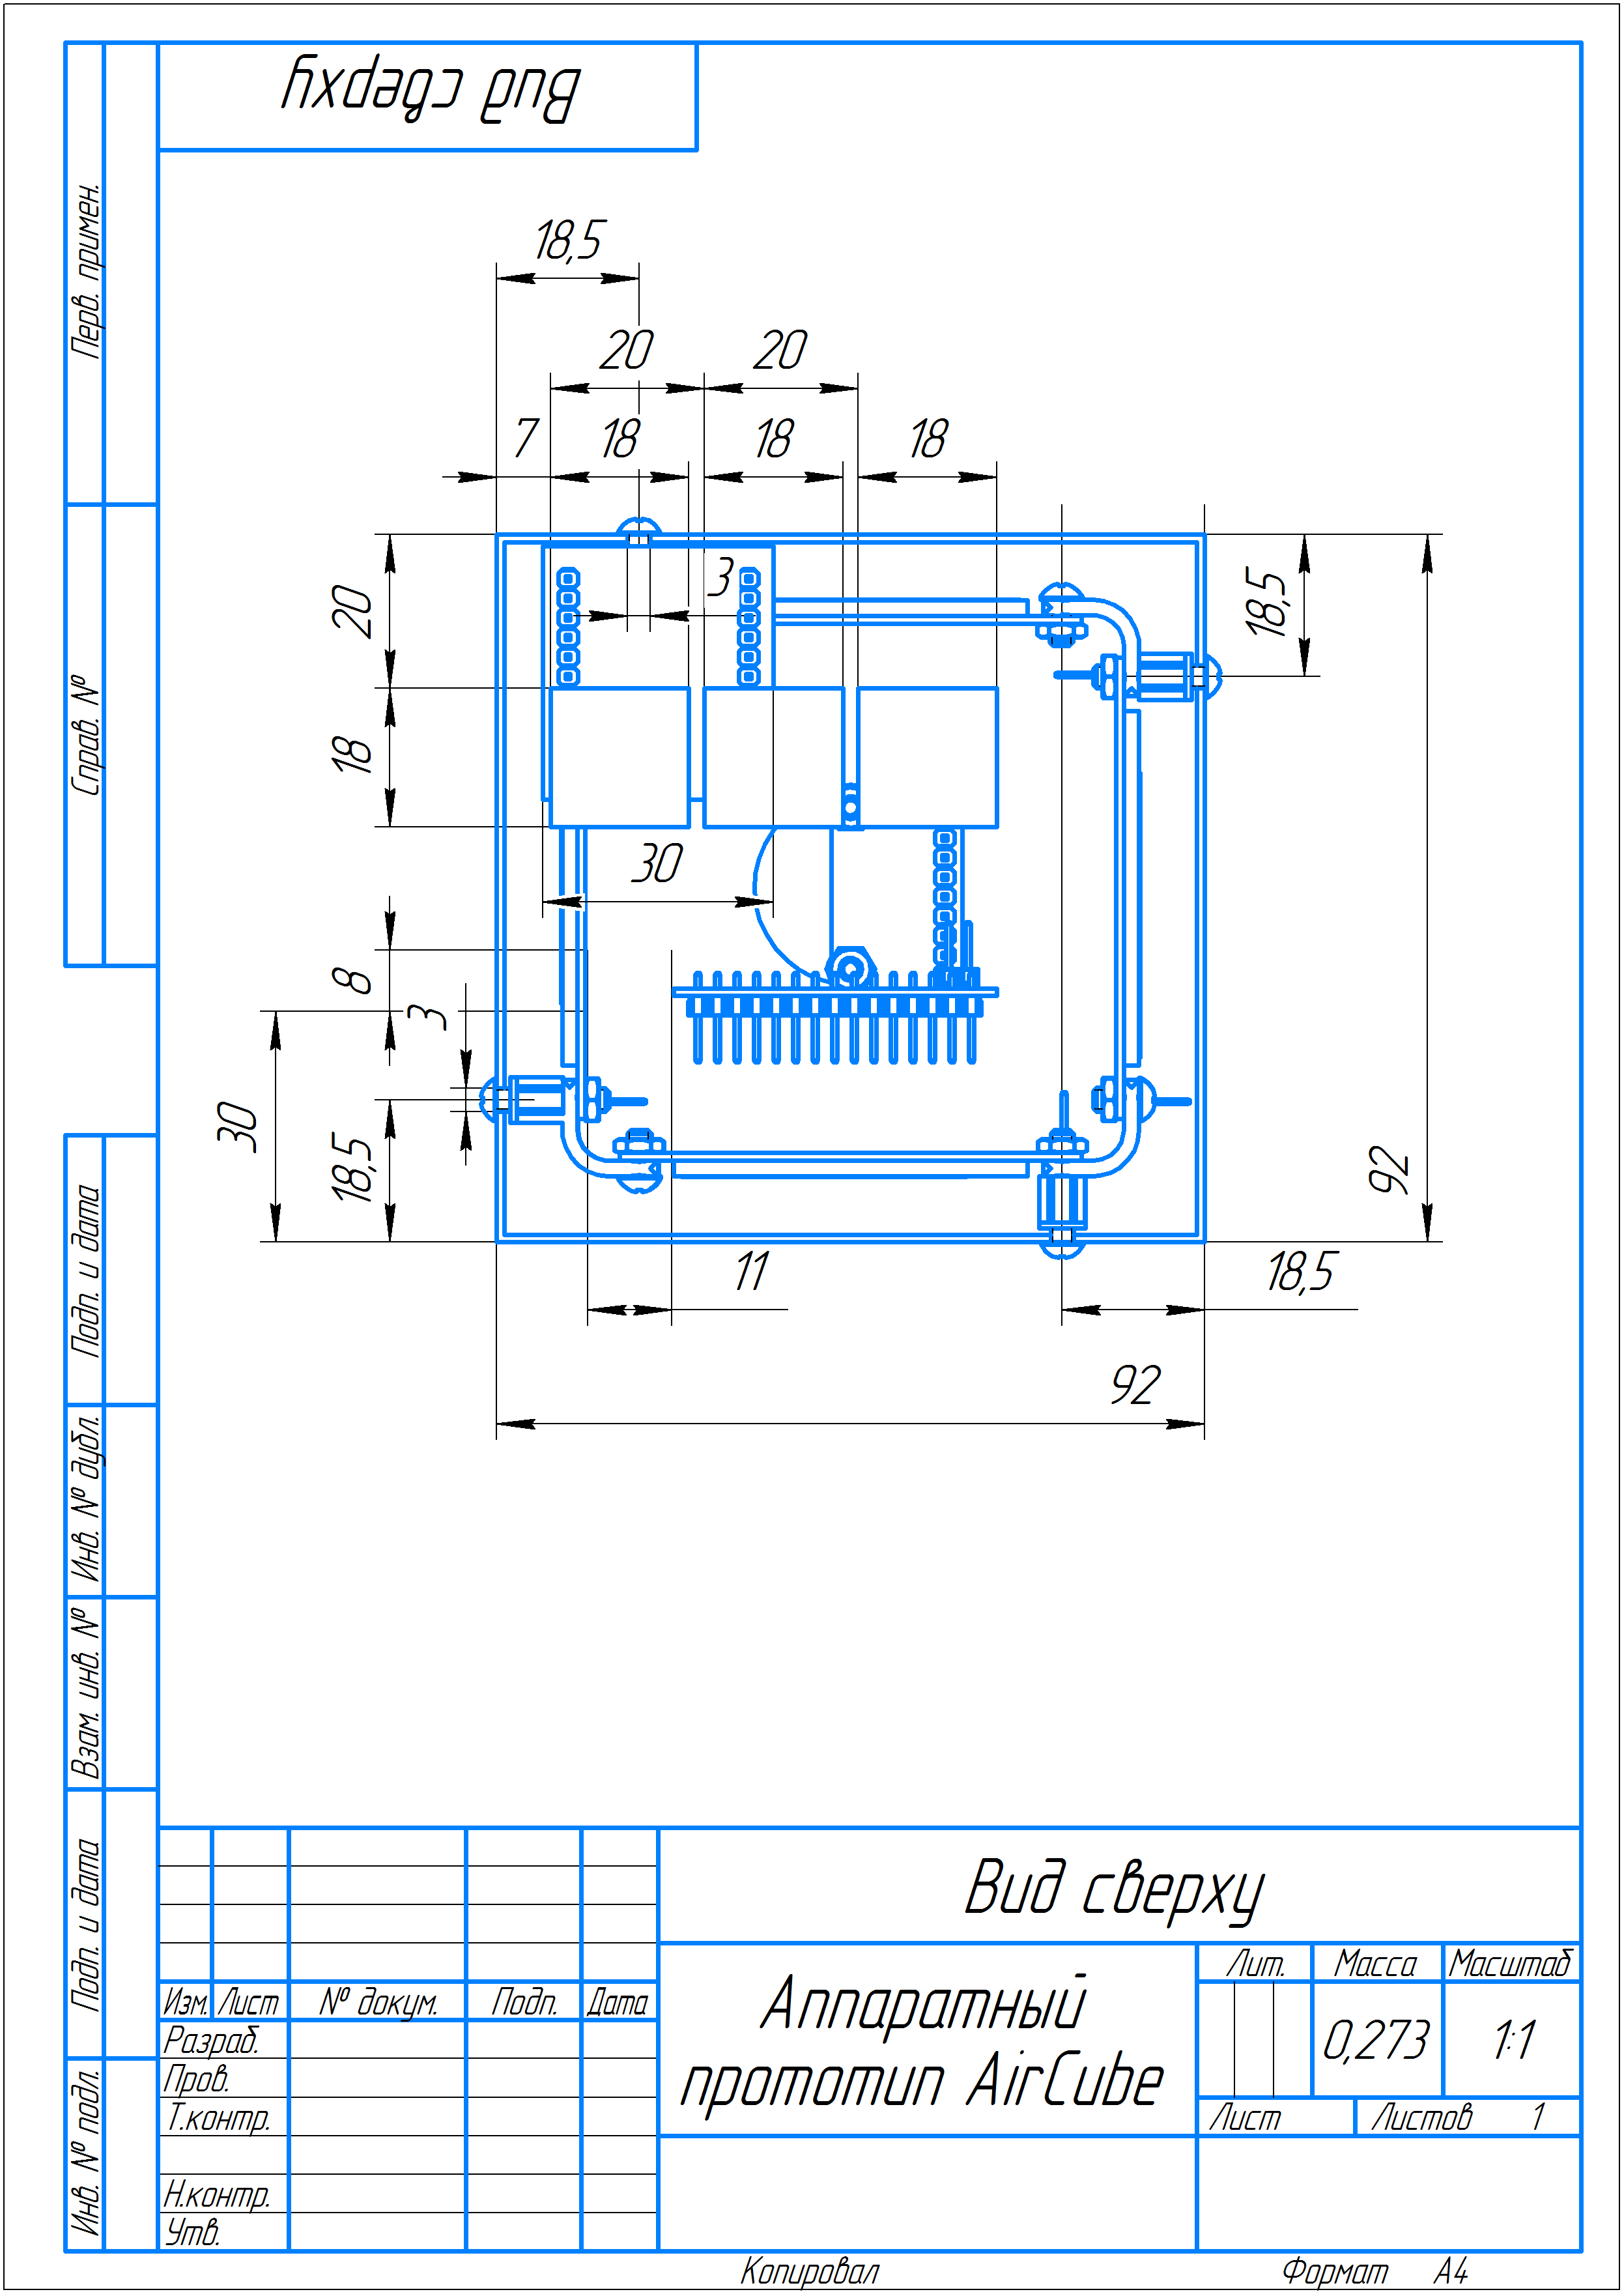 Вид сверху
Перв. примен.
Справ. №
Подп. и дата
Инв. № дубл.
Взам. инв. №
Подп. и дата
Инв. № подл.
18,5
20
20
7
18
18
18
3
20
18
18,5
30
8
3
30
18,5
92
11
18,5
92
Вид сверху
Аппаратный
прототип AirCube
Лит.
Масса
Масштаб
0,273
1:1
Лист
Листов 1
Изм. Лист № докум. Подп. Дата
Разраб.
Пров.
Т.контр.
Н.контр.
Утв.
Копировал
Формат A4